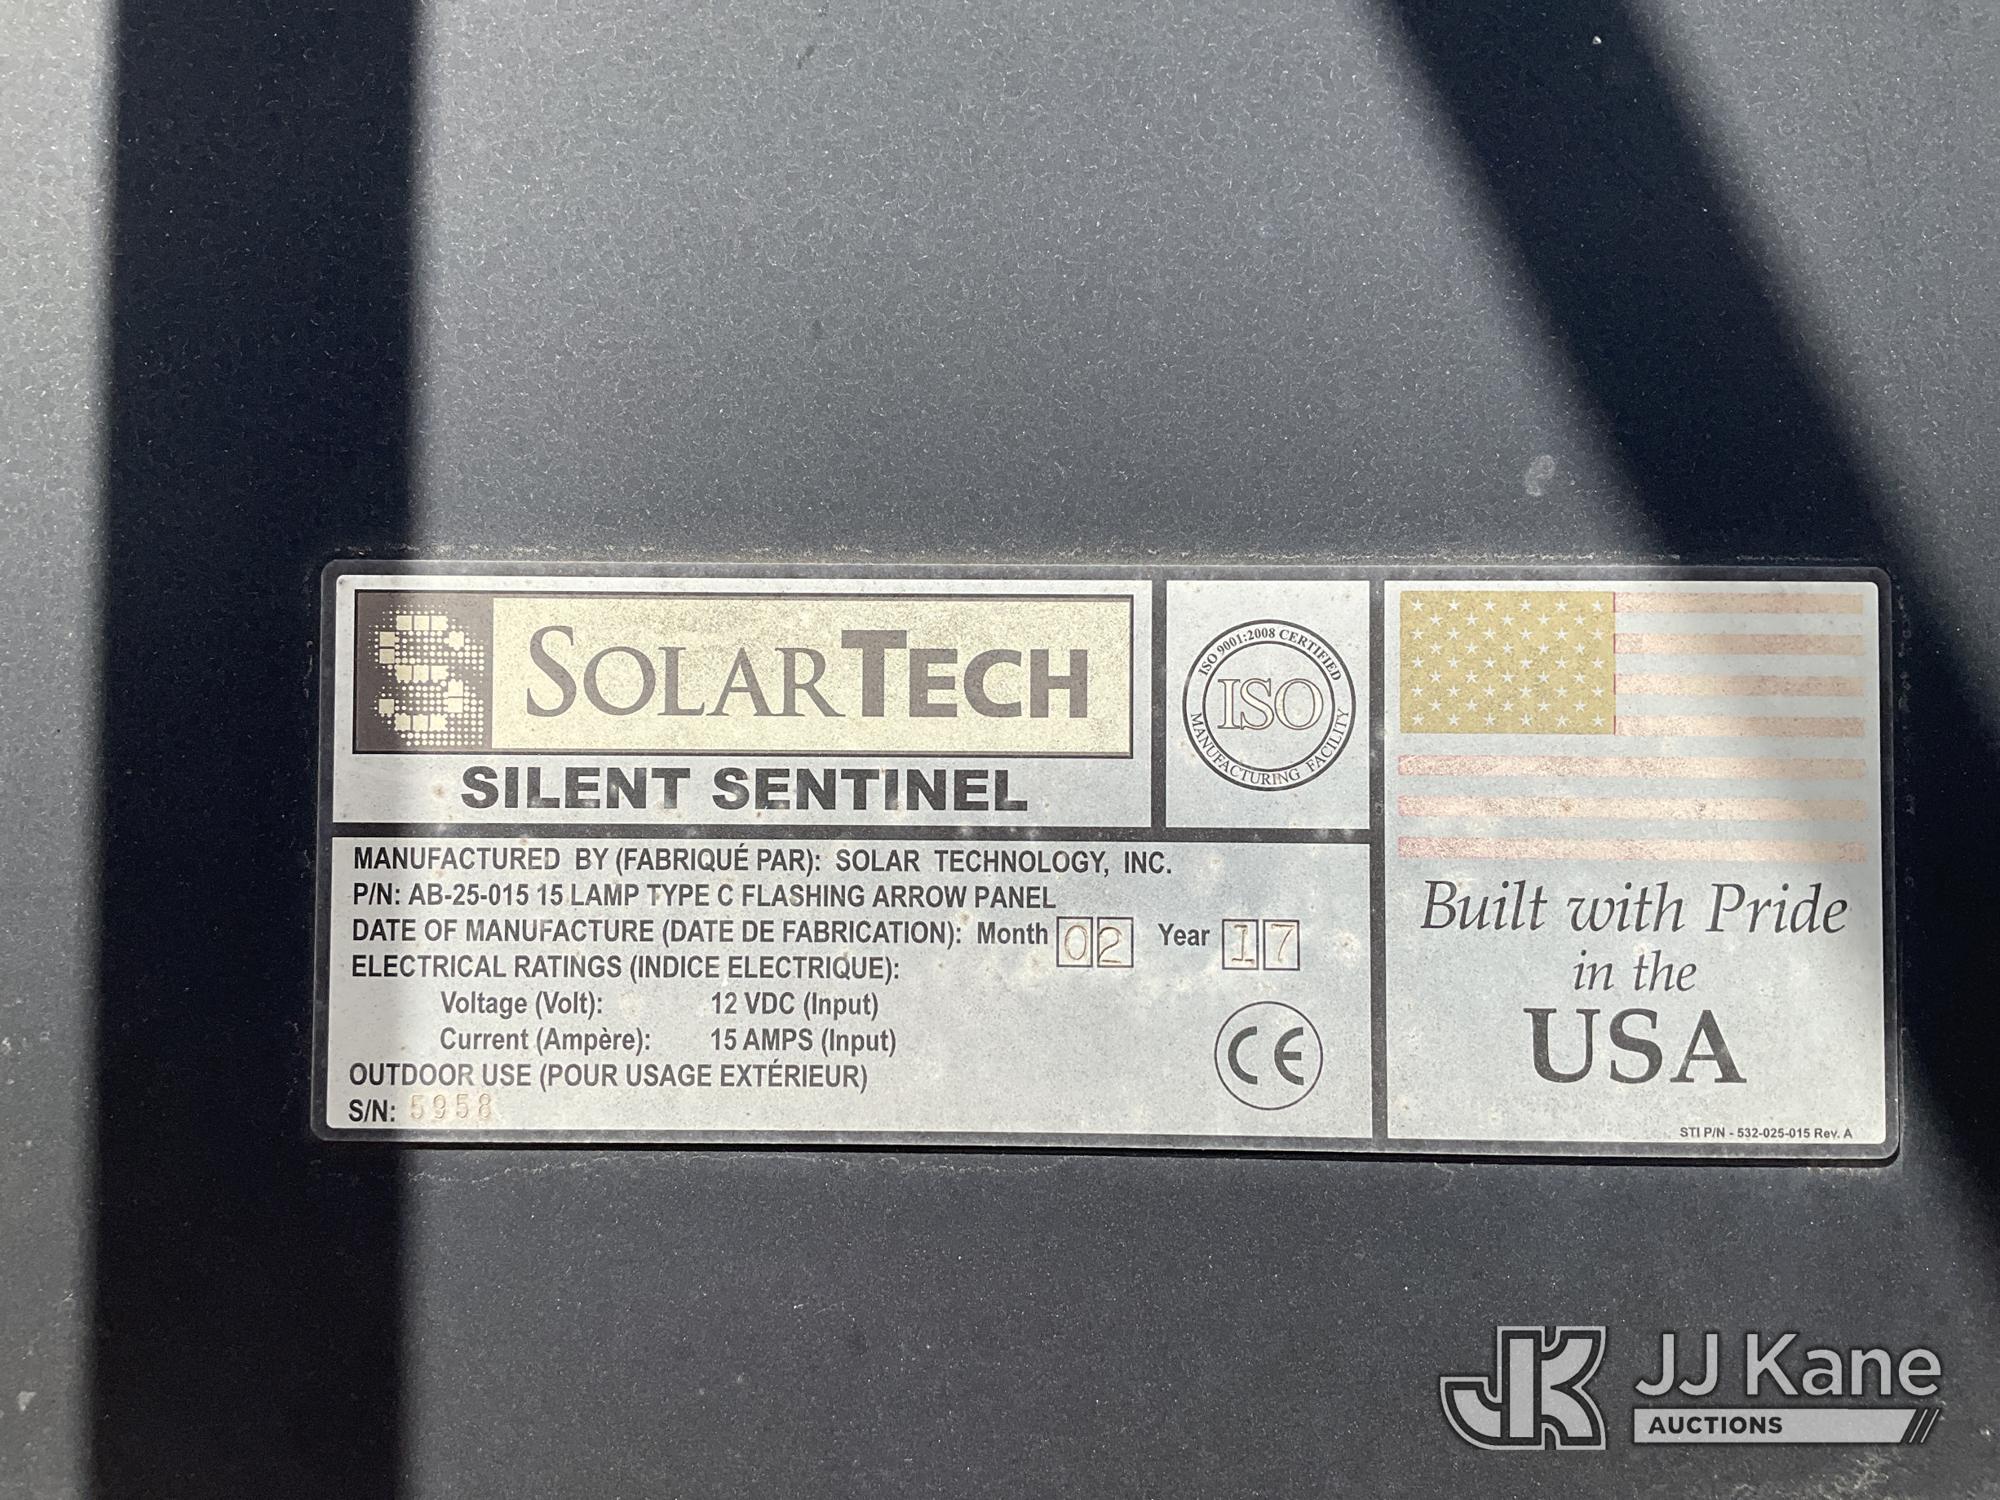 SOLARTECH
SILENT SENTINEL
ISO 9001:2008 CERTIFIED
ISO
MANUFACTURING FACILITY
MANUFACTURED BY (FABRIQUÉ PAR): SOLAR TECHNOLOGY, INC.
P/N: AB-25-015 15 LAMP TYPE C FLASHING ARROW PANEL
DATE OF MANUFACTURE (DATE DE FABRICATION): Month 02 Year 17
ELECTRICAL RATINGS (INDICE ELECTRIQUE):
Voltage (Volt): 12 VDC (Input)
Current (Ampère): 15 AMPS (Input)
OUTDOOR USE (POUR USAGE EXTÉRIEUR)
S/N: 5958
CE
Built with Pride
in the
USA
STI P/N - 532-025-015 Rev. A
JK
JJ Kane
AUCTIONS